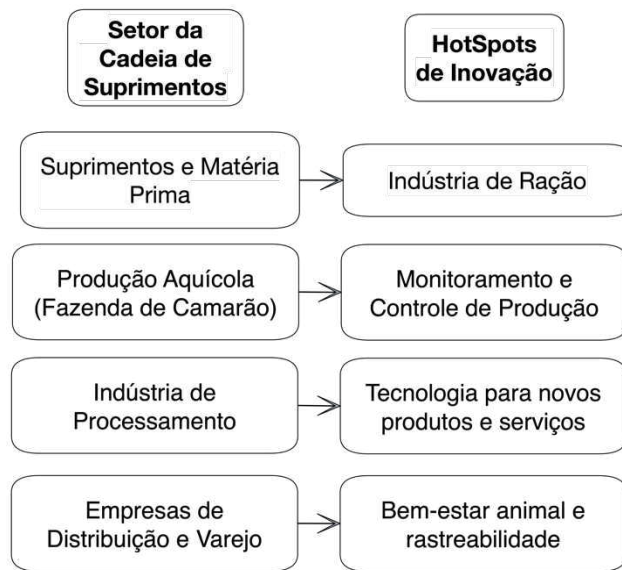 Setor da
Cadeia de
Suprimentos
HotSpots
de Inovação
Suprimentos e Matéria
Prima
Indústria de Ração
Produção Aquícola
(Fazenda de Camarão)
Monitoramento e
Controle de Produção
Indústria de
Processamento
Tecnologia para novos
produtos e serviços
Empresas de
Distribuição e Varejo
Bem-estar animal e
rastreabilidade